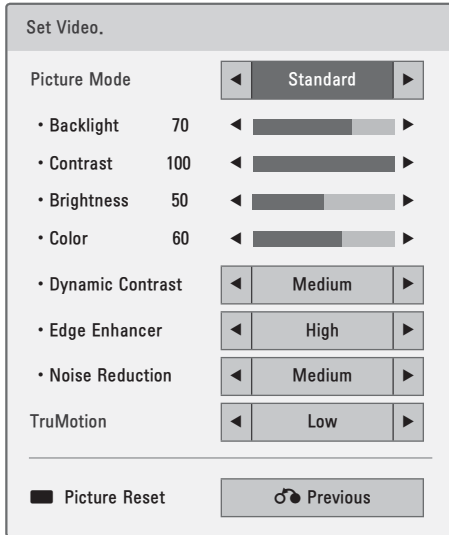 Set Video.
Picture Mode ◀ Standard ▶
• Backlight 70 ◀ ▶
• Contrast 100 ◀ ▶
• Brightness 50 ◀ ▶
• Color 60 ◀ ▶
• Dynamic Contrast ◀ Medium ▶
• Edge Enhancer ◀ High ▶
• Noise Reduction ◀ Medium ▶
TruMotion ◀ Low ▶
Picture Reset Previous